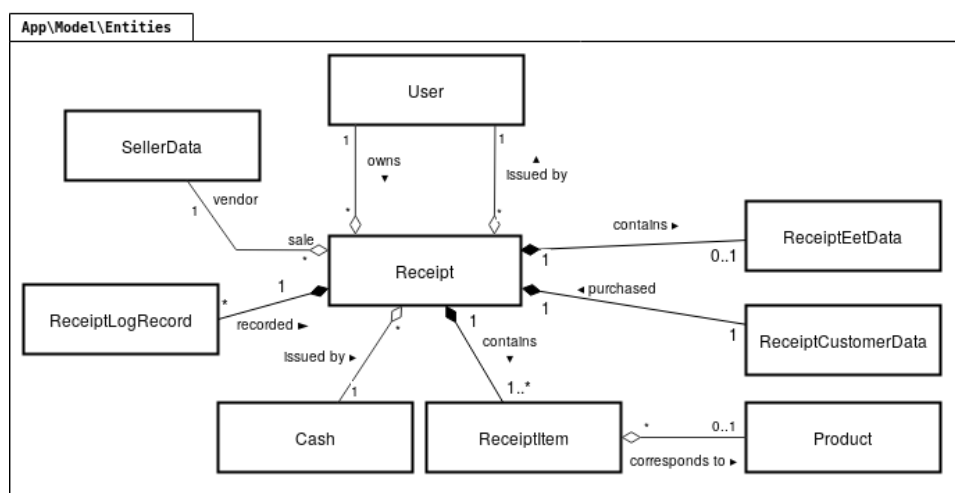 App\Model\Entities
User
SellerData
1
1
owns
▼
▲
issued by
vendor
1
*
*
sale
*
contains ►
ReceiptEetData
Receipt
1
0..1
1
◄ purchased
*
recorded ►
ReceiptLogRecord
1
1
ReceiptCustomerData
*
issued by ►
1
1
contains
▼
1..*
Cash
ReceiptItem
*
0..1
corresponds to ►
Product